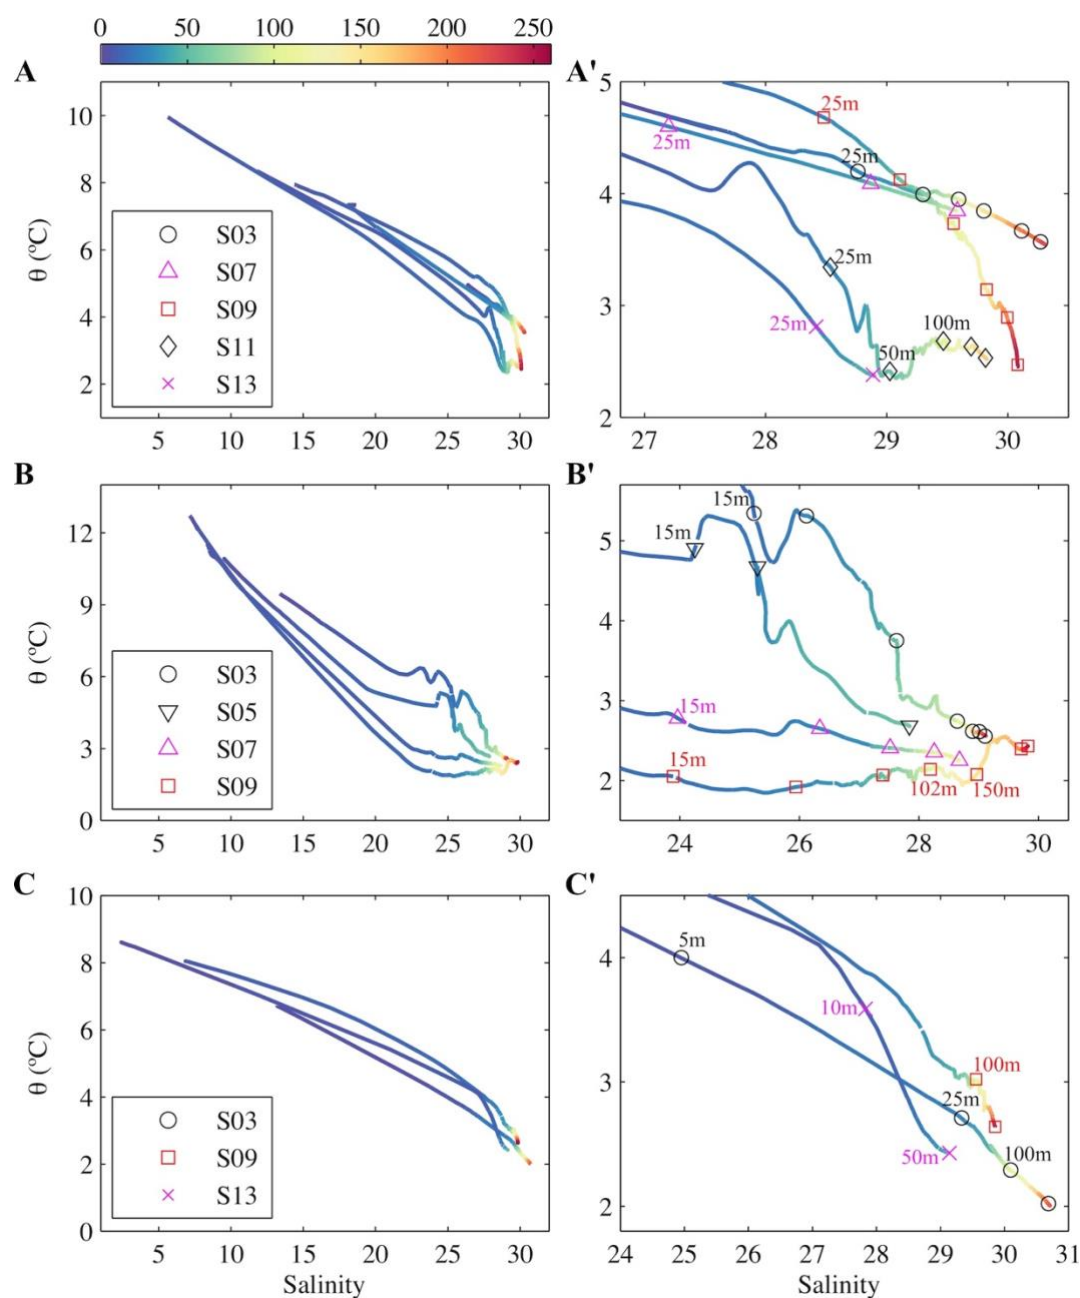 0 50 100 150 200 250
A
A'
10
8
6
4
2
θ (ºC)
S03
S07
S09
S11
S13
5 10 15 20 25 30
5
4
3
2
25m
25m
25m
25m
25m
50m
100m
27 28 29 30
B
B'
12
9
6
3
0
θ (ºC)
S03
S05
S07
S09
5 10 15 20 25 30
5
4
3
2
15m
15m
15m
15m
102m
150m
24 26 28 30
C
C'
10
8
6
4
2
0
θ (ºC)
S03
S09
S13
5 10 15 20 25 30
Salinity
4
3
2
5m
10m
100m
25m
50m
100m
24 25 26 27 28 29 30 31
Salinity